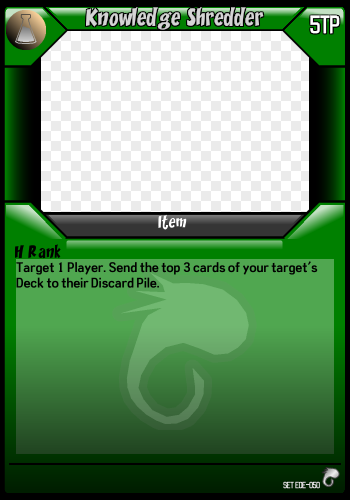 Knowledge Shredder
5TP
Item
H Rank
Target 1 Player. Send the top 3 cards of your target's
Deck to their Discard Pile.
SET EDE-050